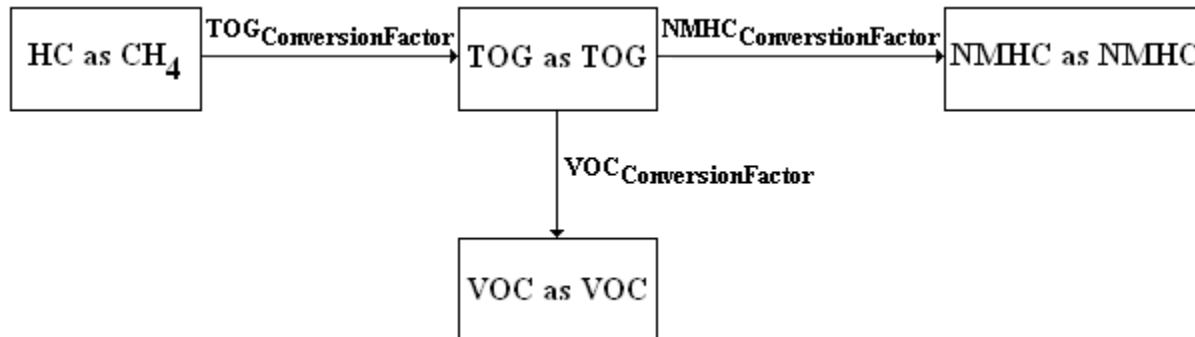 HC as CH4
TOGConversionFactor
TOG as TOG
NMHCConverstionFactor
NMHC as NMHC
VOCConversionFactor
VOC as VOC